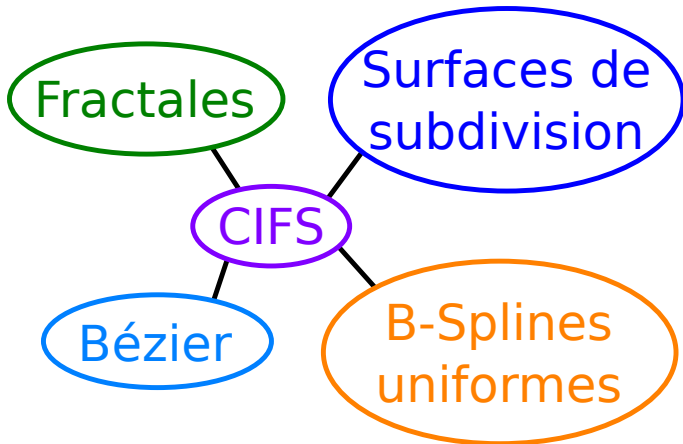 Fractales
Surfaces de
subdivision
CIFS
Bézier
B-Splines
uniformes